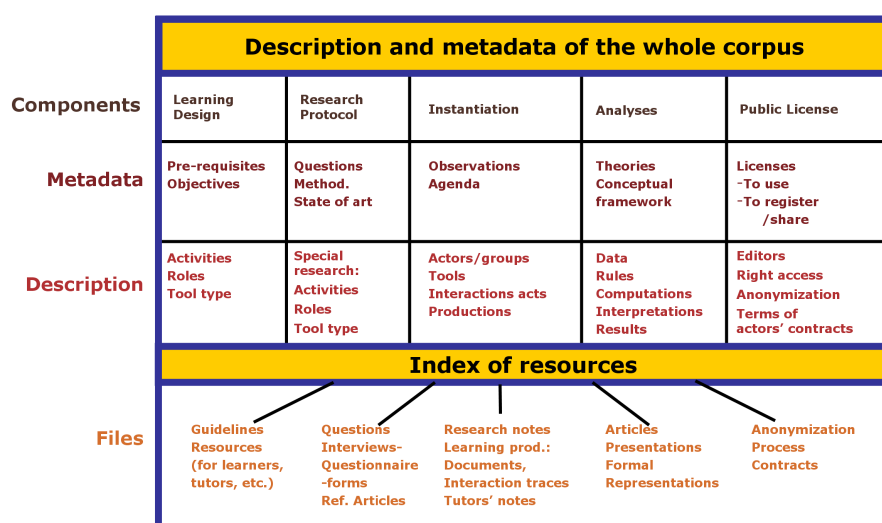 Description and metadata of the whole corpus
Components
Learning
Design
Research
Protocol
Instantiation
Analyses
Public License
Metadata
Pre-requisites
Objectives
Questions
Method.
State of art
Observations
Agenda
Theories
Conceptual
framework
Licenses
-To use
-To register
/share
Description
Activities
Roles
Tool type
Special
research:
Activities
Roles
Tool type
Actors/groups
Tools
Interactions acts
Productions
Data
Rules
Computations
Interpretations
Results
Editors
Right access
Anonymization
Terms of
actors’ contracts
Index of resources
Files
Guidelines
Resources
(for learners,
tutors, etc.)
Questions
Interviews-
Questionnaire
-forms
Ref. Articles
Research notes
Learning prod.:
Documents,
Interaction traces
Tutors’ notes
Articles
Presentations
Formal
Representations
Anonymization
Process
Contracts